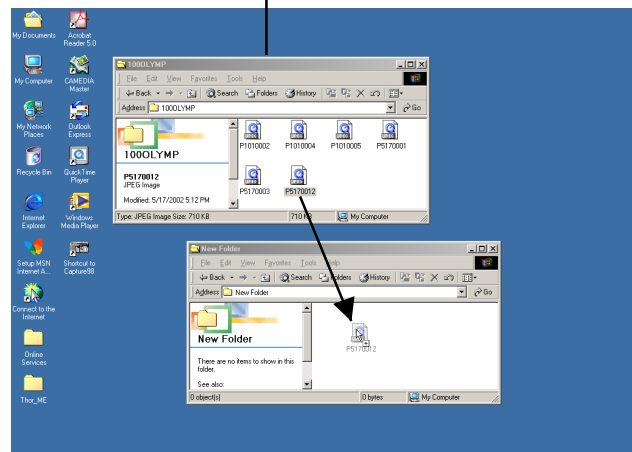 My Documents
Acrobat
Reader 5.0
My Computer
CAMEDIA
Master
My Network
Places
Outlook
Express
Recycle Bin
QuickTime
Player
Internet
Explorer
Windows
Media Player
Setup MSN
Internet A...
Shortcut to
Capture98
Connect to the
Internet
Online
Services
Thor_ME
100OLYMP
File Edit View Favorites Tools Help
Back Search Folders History
Address 100OLYMP Go
100OLYMP
P5170012
JPEG Image
Modified: 5/17/2002 5:12 PM
P1010002 P1010004 P1010005 P5170001
P5170003 P5170012
Type: JPEG Image Size: 710 KB 710 KB My Computer
New Folder
File Edit View Favorites Tools Help
Back Search Folders History
Address New Folder Go
New Folder
There are no items to show in this
folder.
See also:
P5170012
0 object(s) 0 bytes My Computer